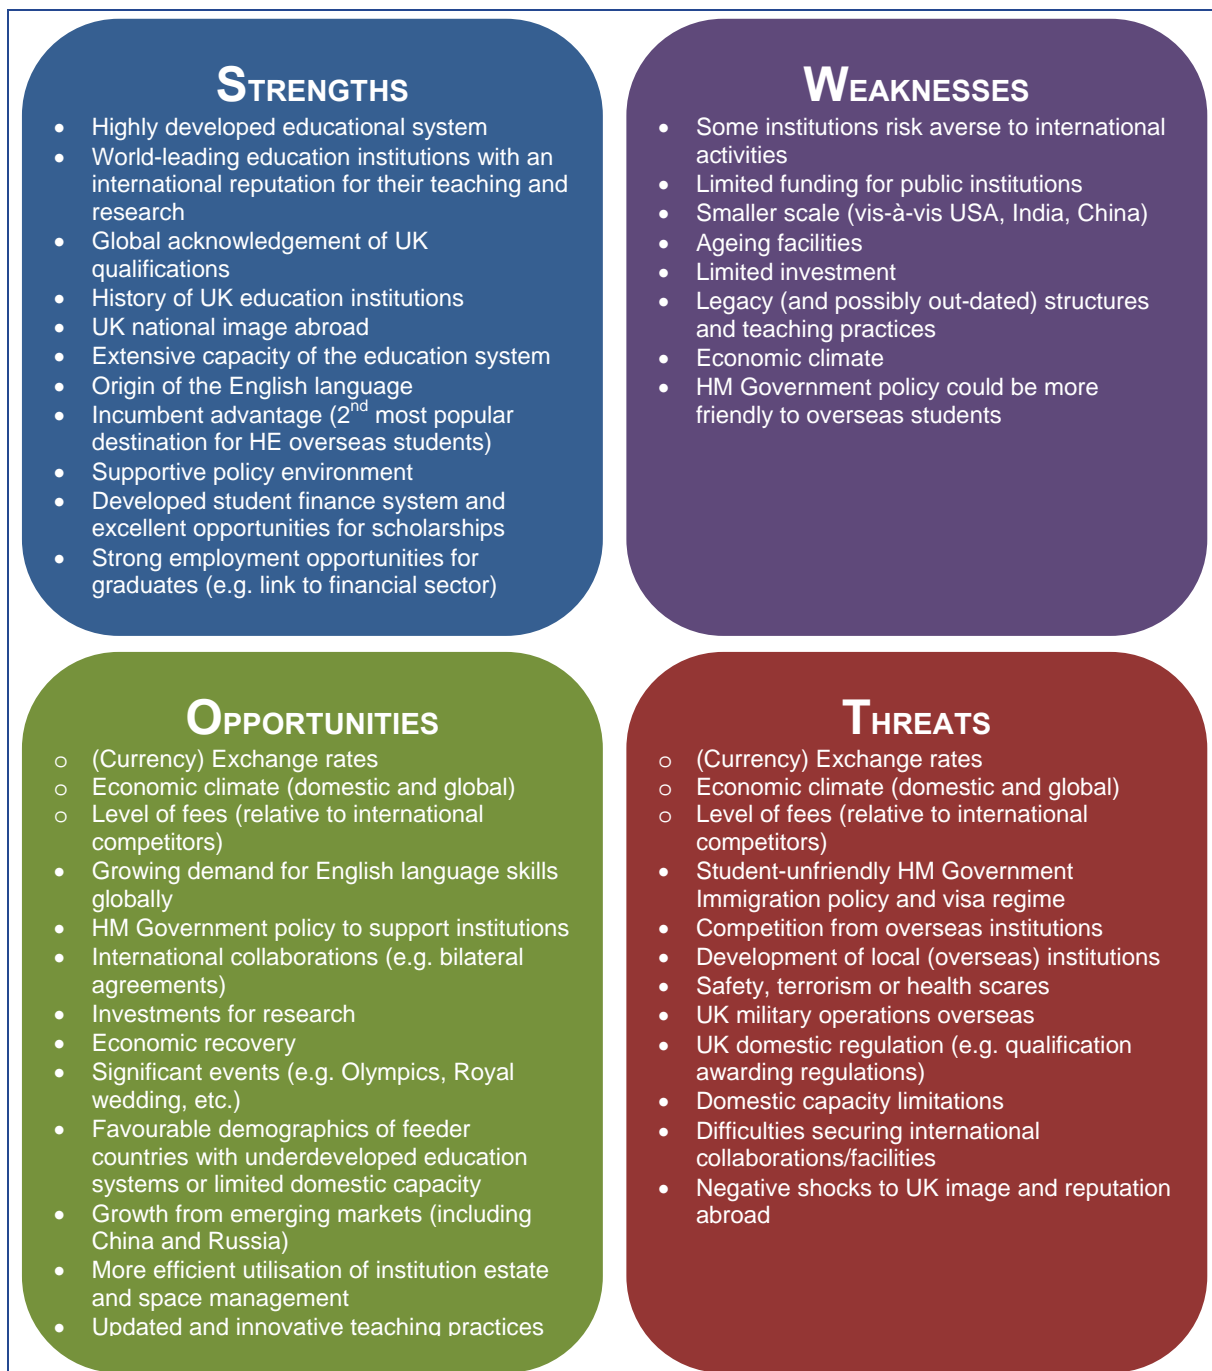 STRENGTHS
• Highly developed educational system
• World-leading education institutions with an
international reputation for their teaching and
research
• Global acknowledgement of UK
qualifications
• History of UK education institutions
• UK national image abroad
• Extensive capacity of the education system
• Origin of the English language
• Incumbent advantage (2nd most popular
destination for HE overseas students)
• Supportive policy environment
• Developed student finance system and
excellent opportunities for scholarships
• Strong employment opportunities for
graduates (e.g. link to financial sector)
WEAKNESSES
• Some institutions risk averse to international
activities
• Limited funding for public institutions
• Smaller scale (vis-à-vis USA, India, China)
• Ageing facilities
• Limited investment
• Legacy (and possibly out-dated) structures
and teaching practices
• Economic climate
• HM Government policy could be more
friendly to overseas students
OPPORTUNITIES
o (Currency) Exchange rates
o Economic climate (domestic and global)
o Level of fees (relative to international
competitors)
• Growing demand for English language skills
globally
• HM Government policy to support institutions
• International collaborations (e.g. bilateral
agreements)
• Investments for research
• Economic recovery
• Significant events (e.g. Olympics, Royal
wedding, etc.)
• Favourable demographics of feeder
countries with underdeveloped education
systems or limited domestic capacity
• Growth from emerging markets (including
China and Russia)
• More efficient utilisation of institution estate
and space management
• Updated and innovative teaching practices
THREATS
o (Currency) Exchange rates
o Economic climate (domestic and global)
o Level of fees (relative to international
competitors)
• Student-unfriendly HM Government
Immigration policy and visa regime
• Competition from overseas institutions
• Development of local (overseas) institutions
• Safety, terrorism or health scares
• UK military operations overseas
• UK domestic regulation (e.g. qualification
awarding regulations)
• Domestic capacity limitations
• Difficulties securing international
collaborations/facilities
• Negative shocks to UK image and reputation
abroad